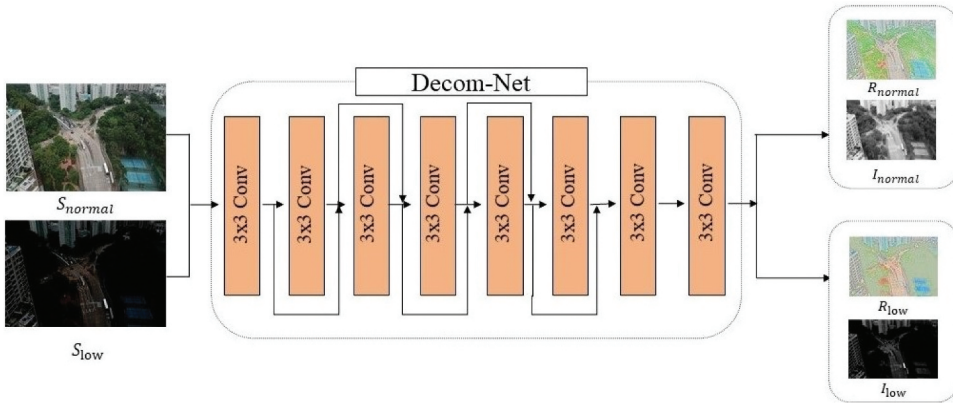 Decom-Net
3x3 Conv
3x3 Conv
3x3 Conv
3x3 Conv
3x3 Conv
3x3 Conv
3x3 Conv
3x3 Conv
S_normal
S_low
R_normal
I_normal
R_low
I_low